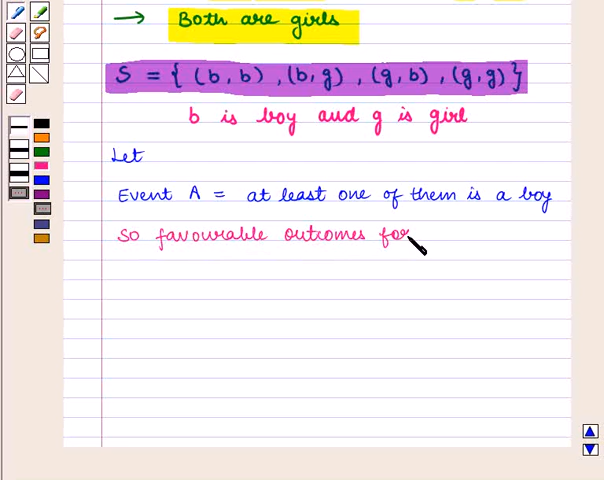 → Both are girls
S = { (b, b) , (b, g) , (g, b) , (g, g) }
b is boy and g is girl
Let
Event A = at least one of them is a boy
So favourable outcomes for